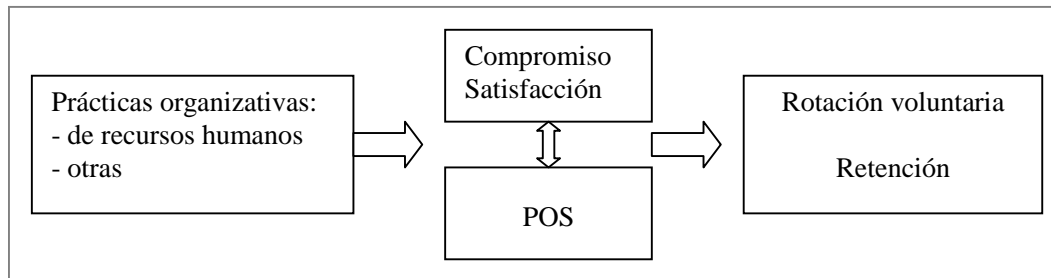 Prácticas organizativas:
- de recursos humanos
- otras
Compromiso
Satisfacción
POS
Rotación voluntaria
Retención